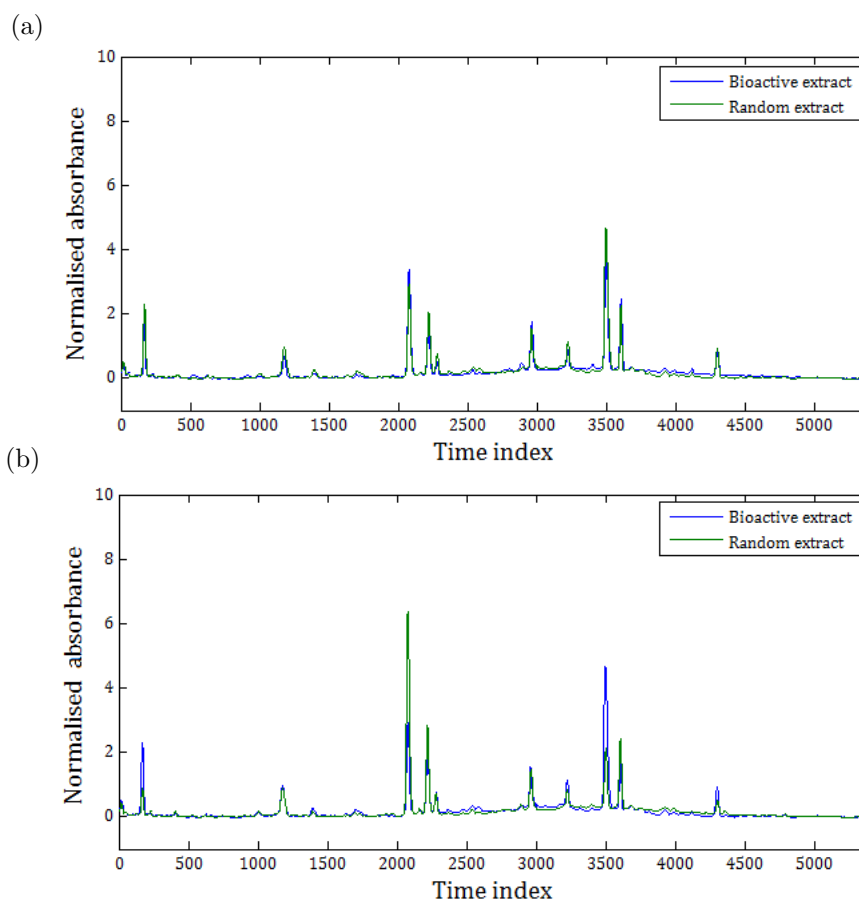 (a)
10
8
6
4
2
0
Normalised absorbance
Bioactive extract
Random extract
0 500 1000 1500 2000 2500 3000 3500 4000 4500 5000
Time index
(b)
10
8
6
4
2
0
Normalised absorbance
Bioactive extract
Random extract
0 500 1000 1500 2000 2500 3000 3500 4000 4500 5000
Time index